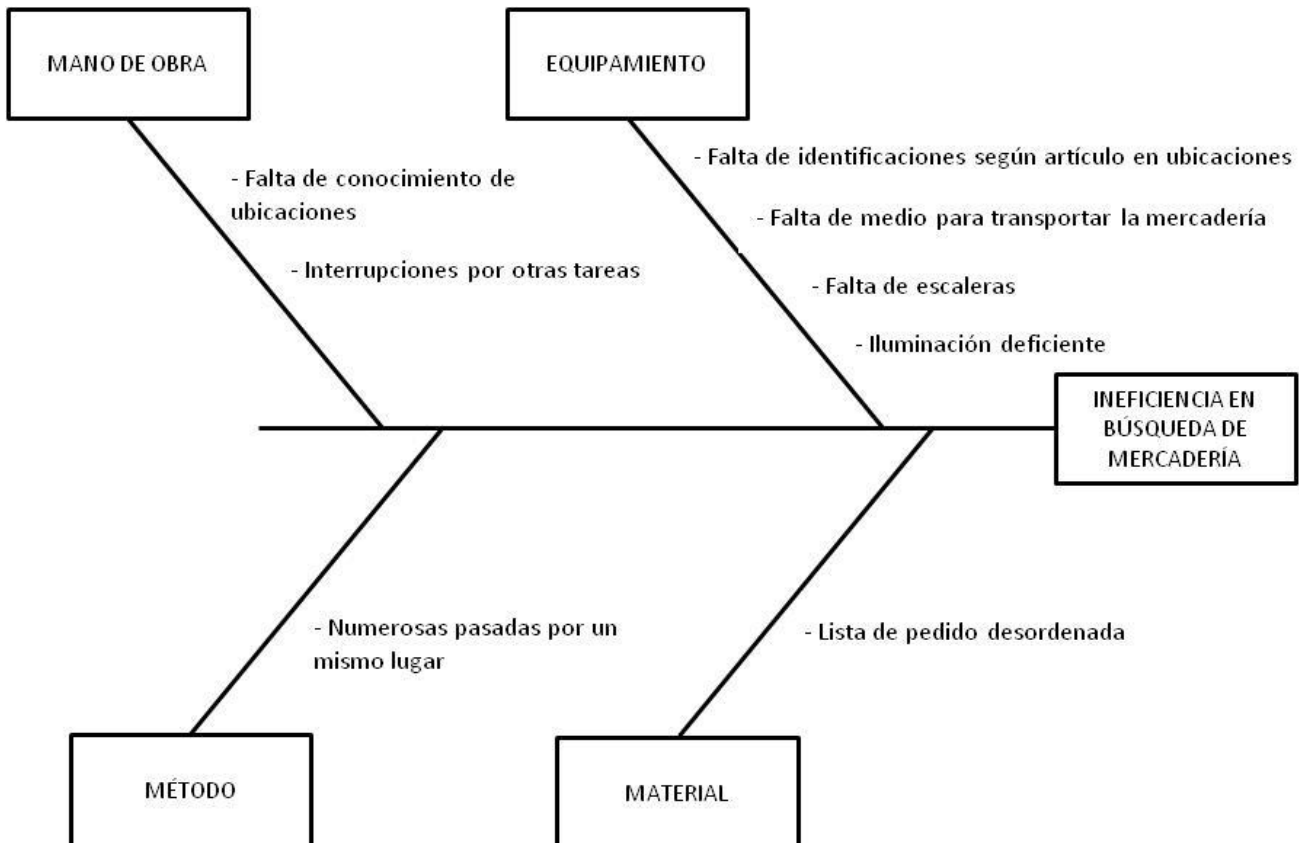 MANO DE OBRA
EQUIPAMIENTO
- Falta de conocimiento de
ubicaciones
- Interrupciones por otras tareas
- Falta de identificaciones según artículo en ubicaciones
- Falta de medio para transportar la mercadería
- Falta de escaleras
- Iluminación deficiente
INEFICIENCIA EN
BÚSQUEDA DE
MERCADERÍA
- Numerosas pasadas por un
mismo lugar
- Lista de pedido desordenada
MÉTODO
MATERIAL